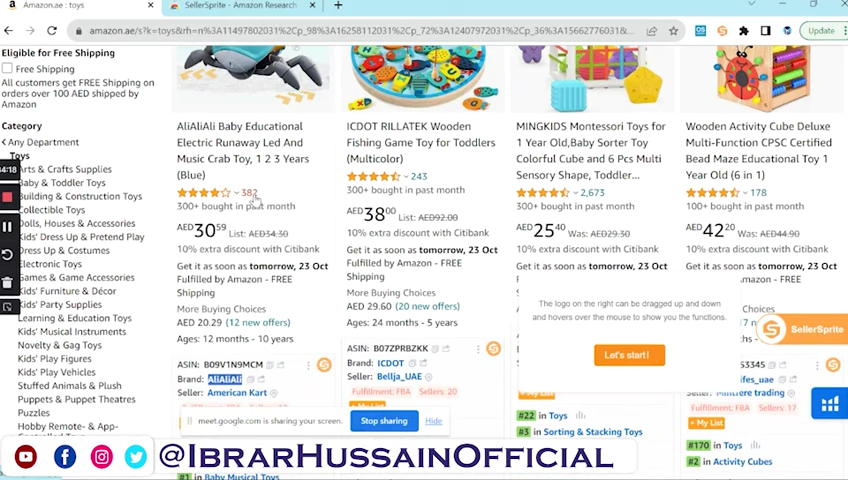 Amazon.ae : toys
SellerSprite - Amazon Research
amazon.ae/s?k=toys&rh=n%3A11497802031%2Cp_98%3A16258112031%2Cp_72%3A12407972031%2Cp_36%3A15662776031&...
Update
Eligible for Free Shipping
Free Shipping
All customers get FREE Shipping on
orders over 100 AED shipped by
Amazon
Category
Any Department
Toys
Arts & Crafts Supplies
Baby & Toddler Toys
Building & Construction Toys
Collectible Toys
Dolls, Houses & Accessories
Kids' Dress Up & Pretend Play
Dress Up & Costumes
Electronic Toys
Games & Game Accessories
Kids' Furniture & Décor
Kids' Party Supplies
Learning & Education Toys
Kids' Musical Instruments
Novelty & Gag Toys
Kids' Play Figures
Kids' Play Vehicles
Stuffed Animals & Plush
Puppets & Puppet Theatres
Puzzles
Hobby Remote- & App-
04:18
AliAliAli Baby Educational
Electric Runaway Led And
Music Crab Toy, 1 2 3 Years
(Blue)
382
300+ bought in past month
AED 30 59 List: AED34.30
10% extra discount with Citibank
Get it as soon as tomorrow, 23 Oct
Fulfilled by Amazon - FREE
Shipping
More Buying Choices
AED 20.29 (12 new offers)
Ages: 12 months - 10 years
ASIN: B09V1N9MCM
Brand: AliAliAli
Seller: American Kart
#1 in Baby Musical Toys
ICDOT RILLATEK Wooden
Fishing Game Toy for Toddlers
(Multicolor)
243
AED 38 00 List: AED92.00
10% extra discount with Citibank
Get it as soon as tomorrow, 23 Oct
Fulfilled by Amazon - FREE
Shipping
More Buying Choices
AED 29.60 (20 new offers)
Ages: 24 months - 5 years
ASIN: B07ZPRBZKK
Brand: ICDOT
Seller: Bellja_UAE
Fulfillment: FBA Sellers: 20
+ My List
MINGKIDS Montessori Toys for
1 Year Old,Baby Sorter Toy
Colorful Cube and 6 Pcs Multi
Sensory Shape, Toddler...
2,673
300+ bought in past month
AED 25 40 Was: AED29.30
10% extra discount with Citibank
Get it as soon as tomorrow, 23 Oct
+ My List
#22 in Toys
#3 in Sorting & Stacking Toys
Wooden Activity Cube Deluxe
Multi-Function CPSC Certified
Bead Maze Educational Toy 1
Year Old (6 in 1)
178
300+ bought in past month
AED 42 20 Was: AED44.90
10% extra discount with Citibank
Get it as soon as tomorrow, 23 Oct
Fulfillment: FBA Sellers: 17
+ My List
#170 in Toys
#2 in Activity Cubes
The logo on the right can be dragged up and down
and hovers over the mouse to show you the functions.
Let's start!
SellerSprite
meet.google.com is sharing your screen.
Stop sharing
Hide
@IbrarHussainOfficial